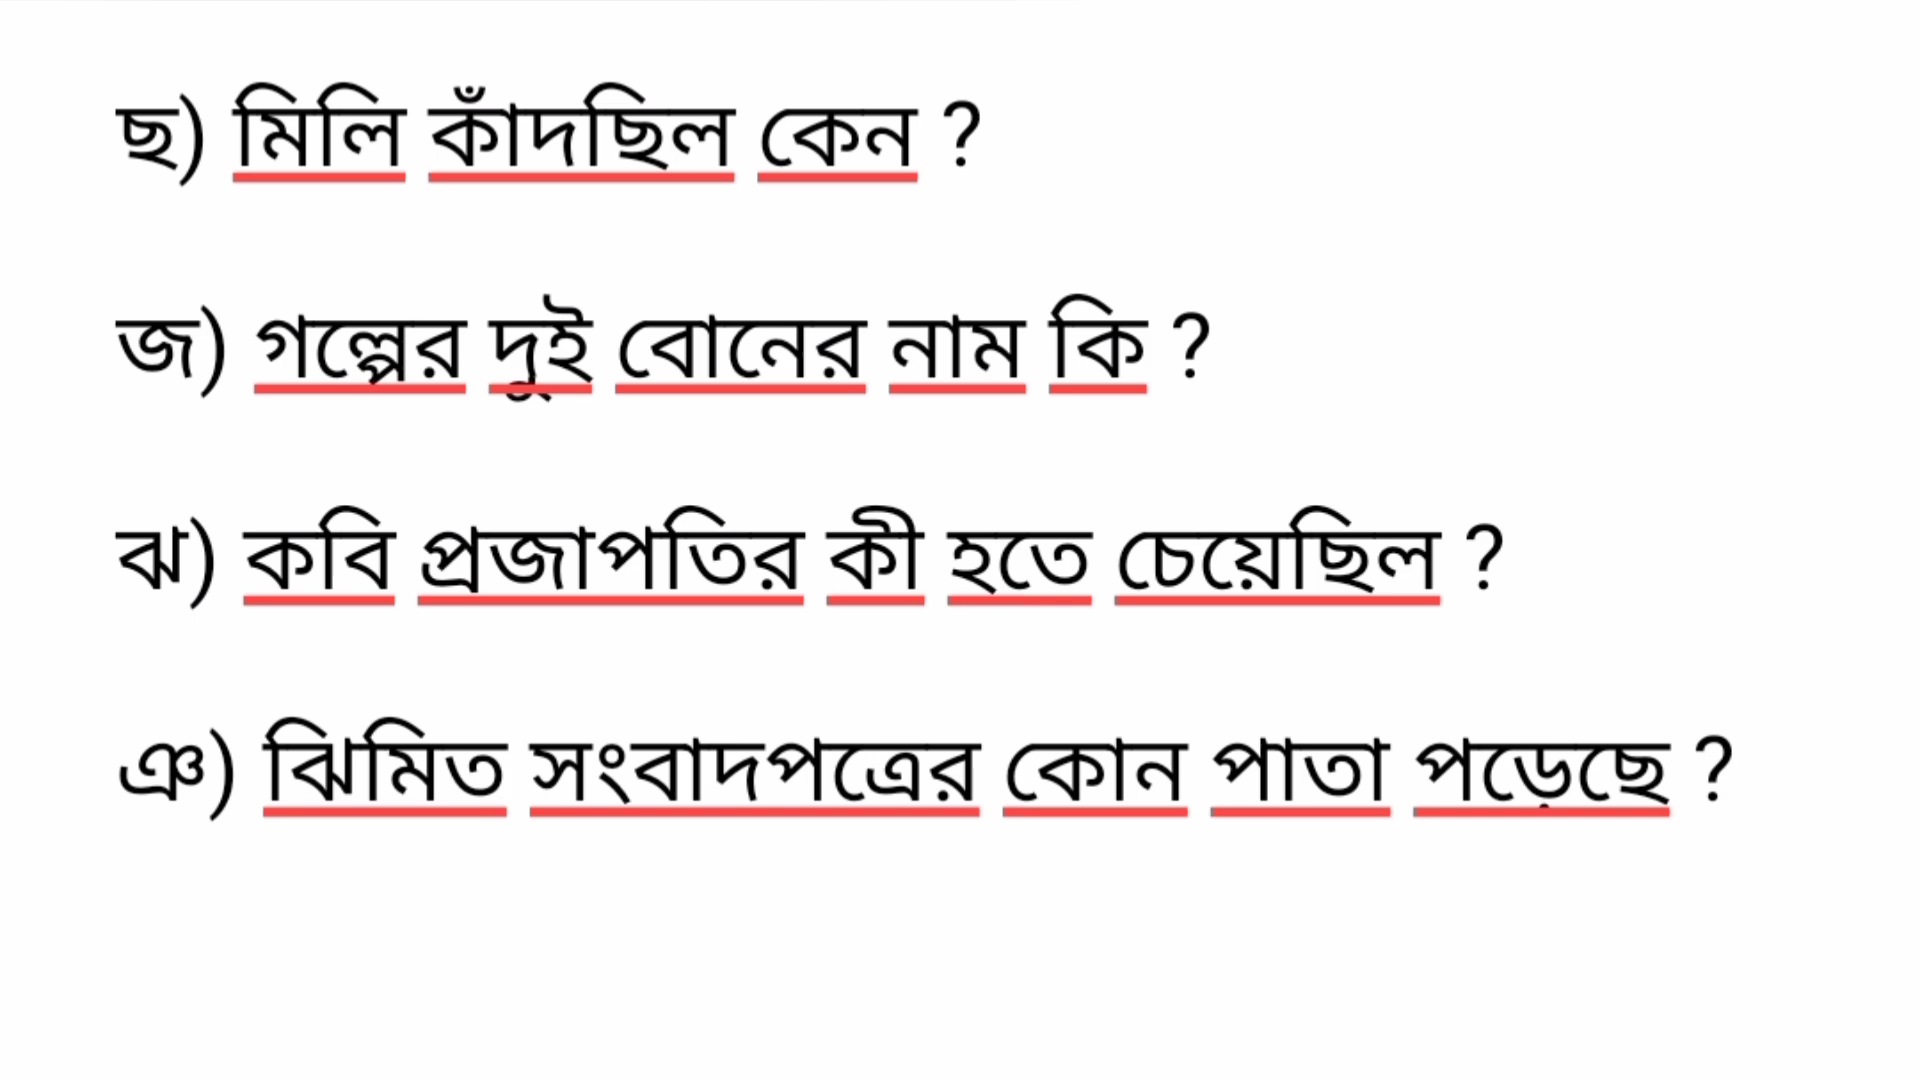 ছ) মিলি কাঁদছিল কেন ?
জ) গল্পের দুই বোনের নাম কি ?
ঝ) কবি প্রজাপতির কী হতে চেয়েছিল ?
ঞ) ঝিমিত সংবাদপত্রের কোন পাতা পড়েছে ?